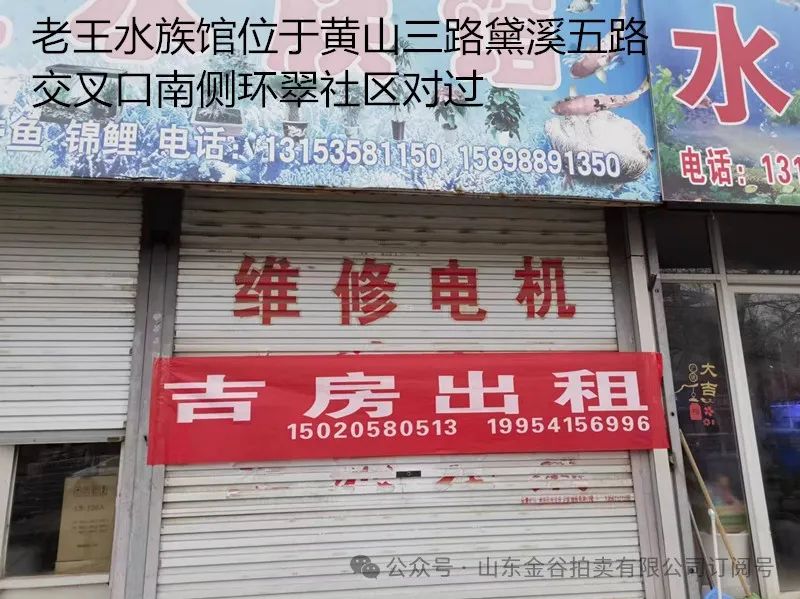 老王水族馆位于黄山三路黛溪五路
交叉口南侧环翠社区对过
鱼 锦鲤 电话:13153581150 15898891350
水
电话:131
维修电机
吉房出租
15020580513 19954156996
大吉
公众号·山东金谷拍卖有限公司订阅号